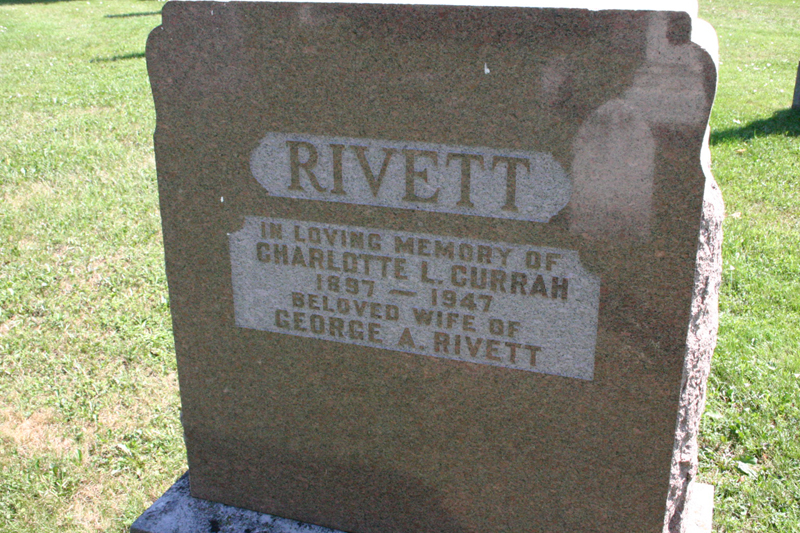 RIVETT
IN LOVING MEMORY OF
CHARLOTTE L. CURRAH
1897 — 1947
BELOVED WIFE OF
GEORGE A. RIVETT